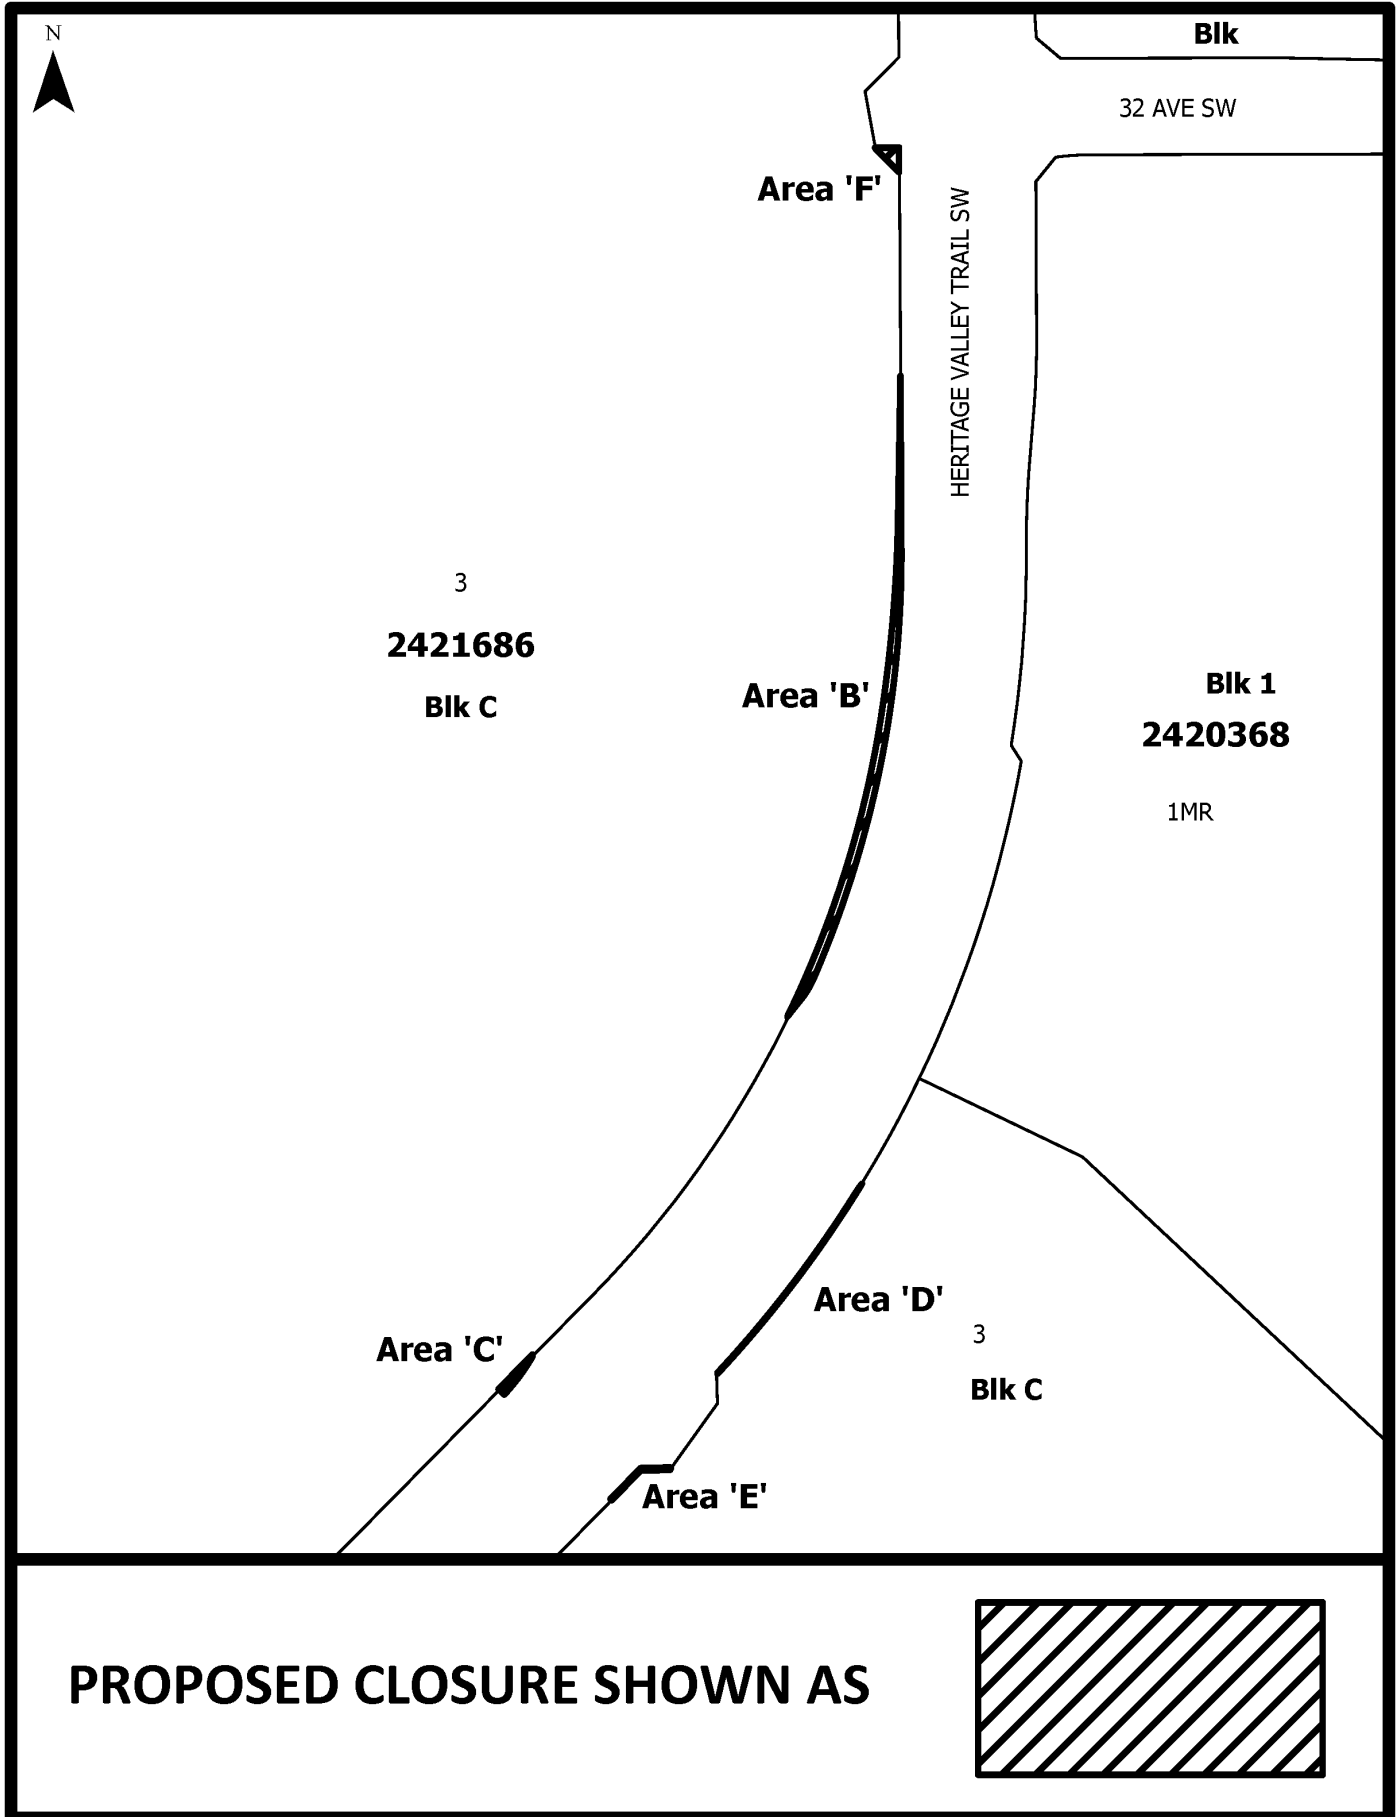 N
Blk
32 AVE SW
Area 'F'
HERITAGE VALLEY TRAIL SW
3
2421686
Blk C
Area 'B'
Blk 1
2420368
1MR
Area 'D'
3
Blk C
Area 'C'
Area 'E'
PROPOSED CLOSURE SHOWN AS